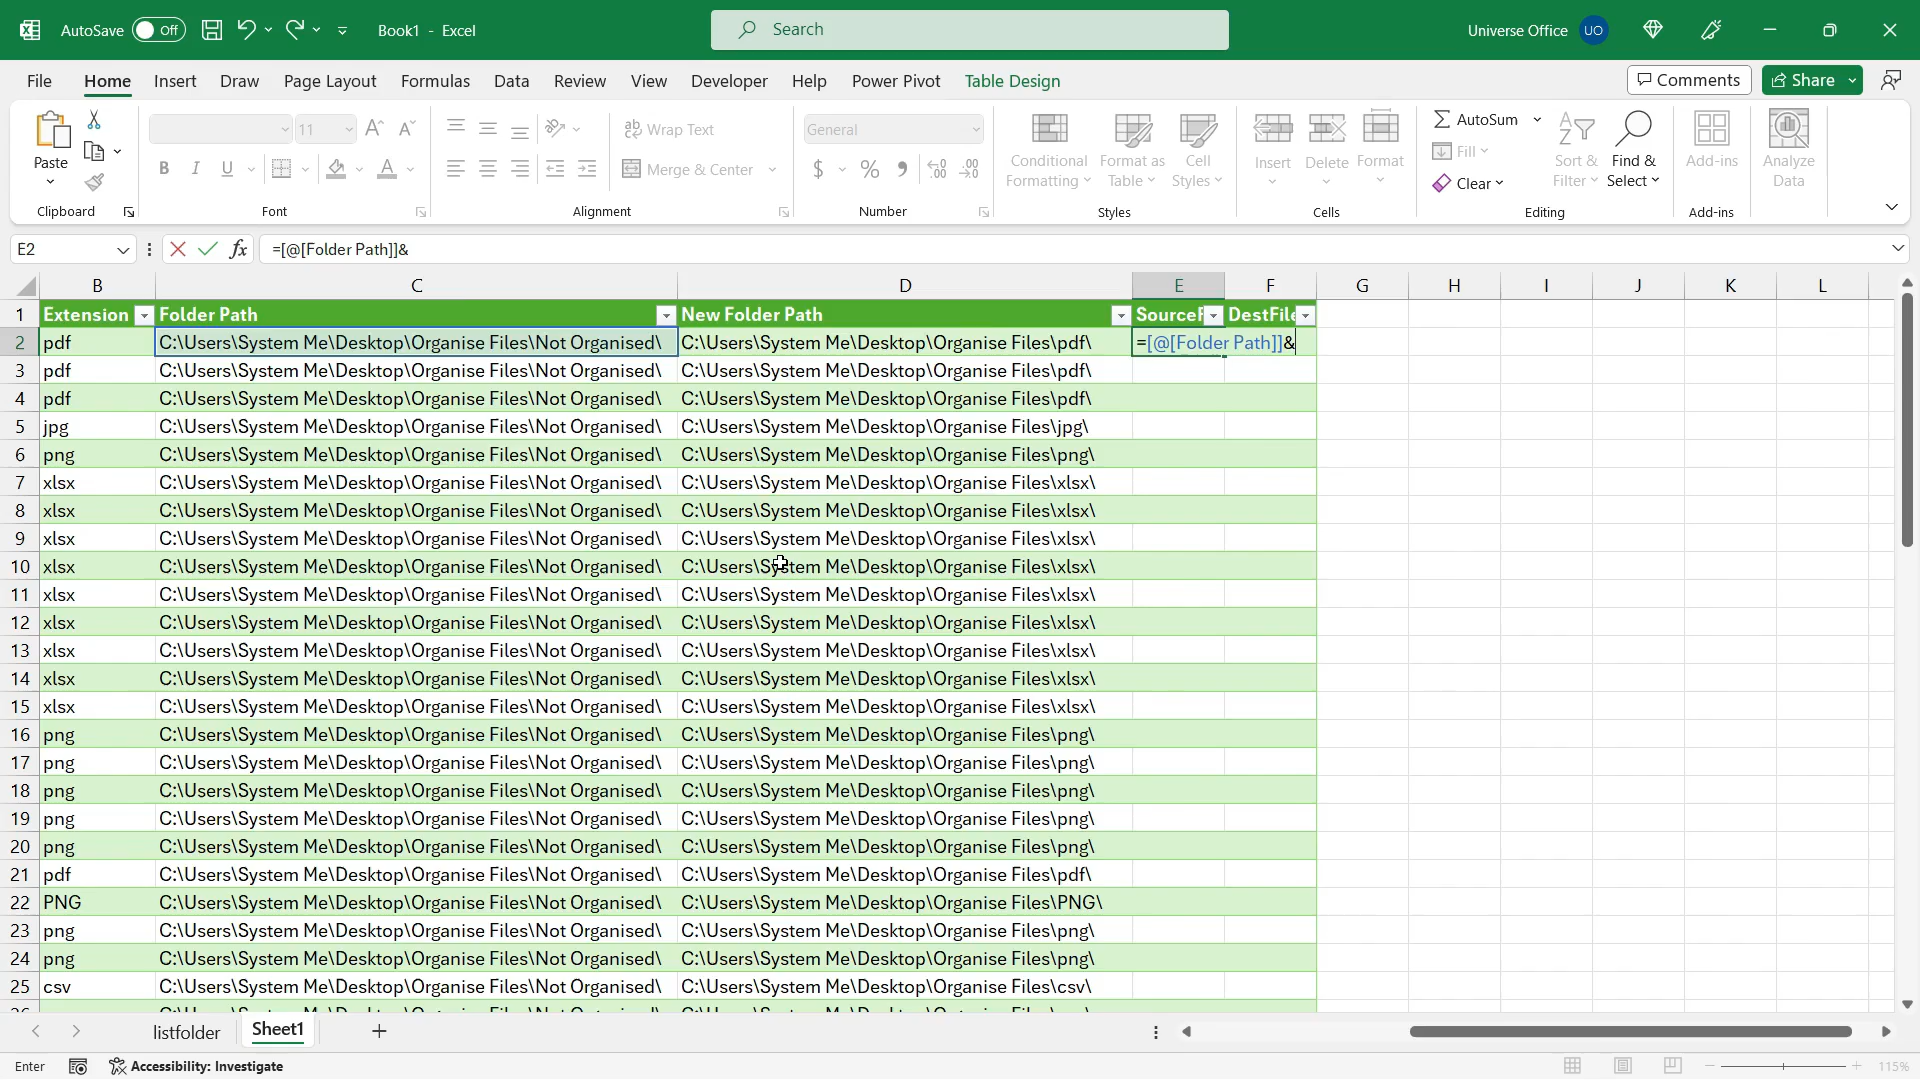 AutoSave Off Book1 - Excel Search Universe Office UO
File Home Insert Draw Page Layout Formulas Data Review View Developer Help Power Pivot Table Design Comments Share
Paste
Clipboard
11
B I U A
Font
ab Wrap Text
Merge & Center
Alignment
General
$ % 9
Number
Conditional Formatting
Format as Table
Cell Styles
Styles
Insert Delete Format
Cells
AutoSum
Fill
Clear
Sort & Filter
Find & Select
Editing
Add-ins
Add-ins
Analyze Data
E2 fx =[@[Folder Path]]&
B C D E F G H I J K L
1 Extension Folder Path New Folder Path DestFile
2 pdf C:\Users\System Me\Desktop\Organise Files\Not Organised\ C:\Users\System Me\Desktop\Organise Files\pdf\ =[@[Folder Path]]&
3 pdf C:\Users\System Me\Desktop\Organise Files\Not Organised\ C:\Users\System Me\Desktop\Organise Files\pdf\
4 pdf C:\Users\System Me\Desktop\Organise Files\Not Organised\ C:\Users\System Me\Desktop\Organise Files\pdf\
5 jpg C:\Users\System Me\Desktop\Organise Files\Not Organised\ C:\Users\System Me\Desktop\Organise Files\jpg\
6 png C:\Users\System Me\Desktop\Organise Files\Not Organised\ C:\Users\System Me\Desktop\Organise Files\png\
7 xlsx C:\Users\System Me\Desktop\Organise Files\Not Organised\ C:\Users\System Me\Desktop\Organise Files\xlsx\
8 xlsx C:\Users\System Me\Desktop\Organise Files\Not Organised\ C:\Users\System Me\Desktop\Organise Files\xlsx\
9 xlsx C:\Users\System Me\Desktop\Organise Files\Not Organised\ C:\Users\System Me\Desktop\Organise Files\xlsx\
10 xlsx C:\Users\System Me\Desktop\Organise Files\Not Organised\ C:\Users\System Me\Desktop\Organise Files\xlsx\
11 xlsx C:\Users\System Me\Desktop\Organise Files\Not Organised\ C:\Users\System Me\Desktop\Organise Files\xlsx\
12 xlsx C:\Users\System Me\Desktop\Organise Files\Not Organised\ C:\Users\System Me\Desktop\Organise Files\xlsx\
13 xlsx C:\Users\System Me\Desktop\Organise Files\Not Organised\ C:\Users\System Me\Desktop\Organise Files\xlsx\
14 xlsx C:\Users\System Me\Desktop\Organise Files\Not Organised\ C:\Users\System Me\Desktop\Organise Files\xlsx\
15 xlsx C:\Users\System Me\Desktop\Organise Files\Not Organised\ C:\Users\System Me\Desktop\Organise Files\xlsx\
16 png C:\Users\System Me\Desktop\Organise Files\Not Organised\ C:\Users\System Me\Desktop\Organise Files\png\
17 png C:\Users\System Me\Desktop\Organise Files\Not Organised\ C:\Users\System Me\Desktop\Organise Files\png\
18 png C:\Users\System Me\Desktop\Organise Files\Not Organised\ C:\Users\System Me\Desktop\Organise Files\png\
19 png C:\Users\System Me\Desktop\Organise Files\Not Organised\ C:\Users\System Me\Desktop\Organise Files\png\
20 png C:\Users\System Me\Desktop\Organise Files\Not Organised\ C:\Users\System Me\Desktop\Organise Files\png\
21 pdf C:\Users\System Me\Desktop\Organise Files\Not Organised\ C:\Users\System Me\Desktop\Organise Files\pdf\
22 PNG C:\Users\System Me\Desktop\Organise Files\Not Organised\ C:\Users\System Me\Desktop\Organise Files\PNG\
23 png C:\Users\System Me\Desktop\Organise Files\Not Organised\ C:\Users\System Me\Desktop\Organise Files\png\
24 png C:\Users\System Me\Desktop\Organise Files\Not Organised\ C:\Users\System Me\Desktop\Organise Files\png\
25 csv C:\Users\System Me\Desktop\Organise Files\Not Organised\ C:\Users\System Me\Desktop\Organise Files\csv\
listfolder Sheet1
Enter Accessibility: Investigate 115%